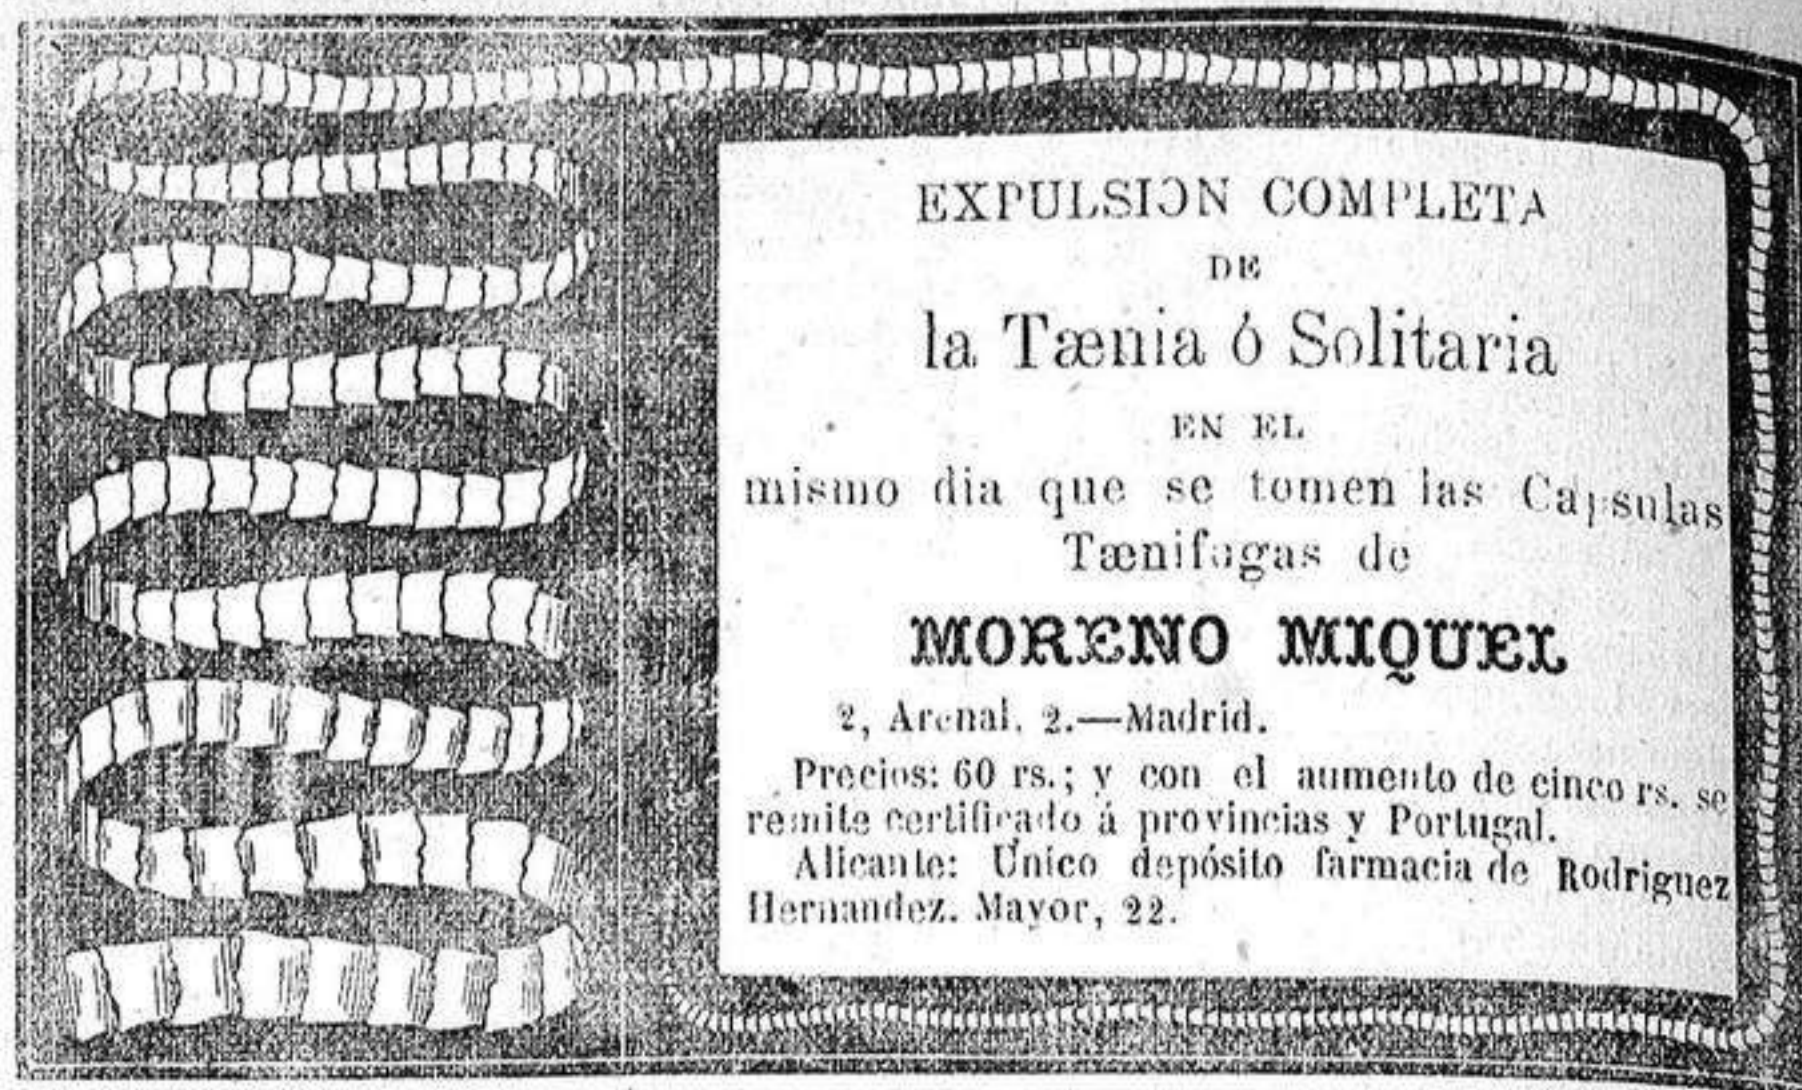 EXPULSION COMPLETA
DE
la Tænia ó Solitaria
EN EL
mismo dia que se tomen las Capsulas
Tænifugas de
MORENO MIQUEL
2, Arenal, 2.—Madrid.
Precios: 60 rs.; y con el aumento de cinco rs. se
remite certificado á provincias y Portugal.
Alicante: Unico depósito farmacia de Rodriguez
Hernandez. Mayor, 22.